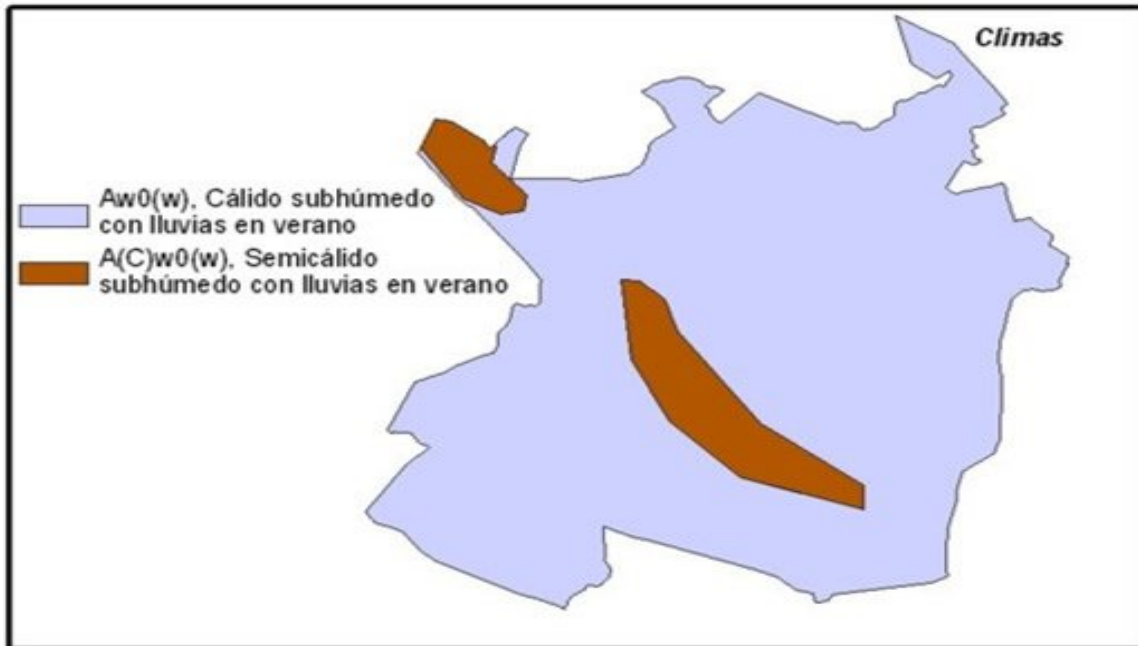 Climas
Aw0(w), Cálido subhúmedo
con lluvias en verano
A(C)w0(w), Semicálido
subhúmedo con lluvias en verano